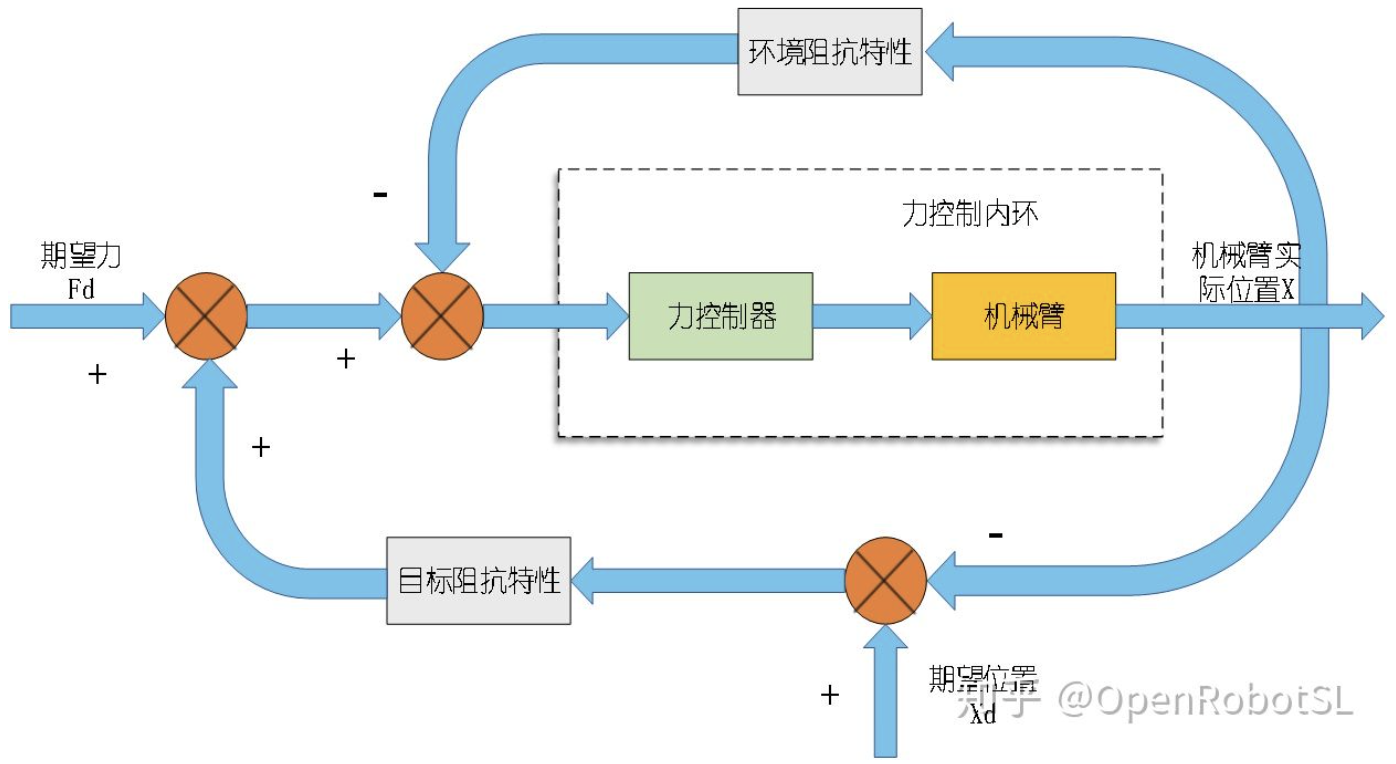 环境阻抗特性
-
力控制内环
期望力
Fd
机械臂实
际位置X
力控制器
机械臂
+
+
+
-
目标阻抗特性
+
期望位置
Xd
知乎 @OpenRobotSL